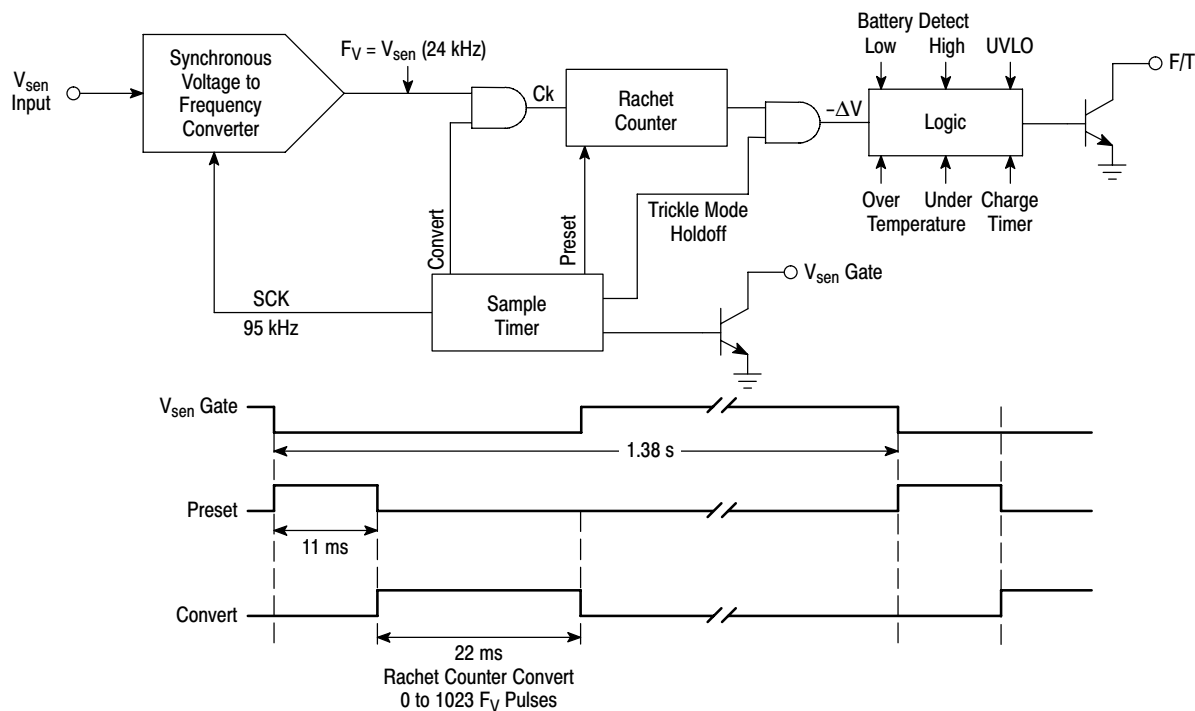 Battery Detect
Low High UVLO
F/T
F_V = V_sen (24 kHz)
Synchronous
Voltage to
Frequency
Converter
V_sen
Input
Ck
Rachet
Counter
–ΔV
Logic
Over Under Charge
Temperature Timer
Trickle Mode
Holdoff
Convert
Preset
V_sen Gate
SCK
95 kHz
Sample
Timer
V_sen Gate
1.38 s
Preset
11 ms
Convert
22 ms
Rachet Counter Convert
0 to 1023 F_V Pulses